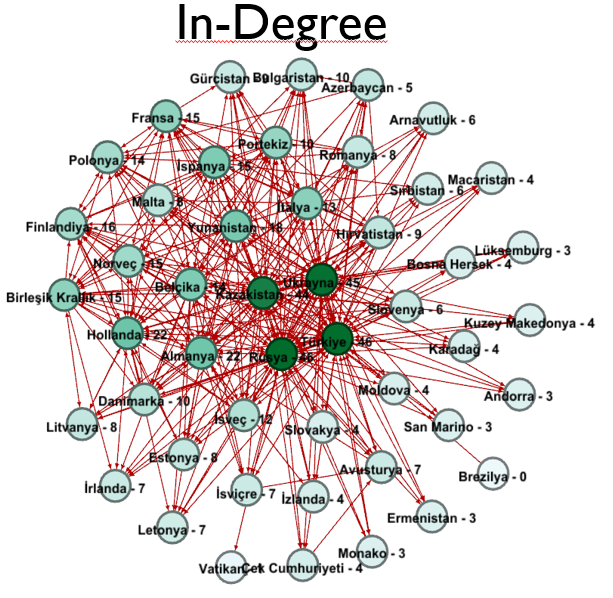 In-Degree
Gürcistan - 9
Bulgaristan - 10
Azerbaycan - 5
Fransa - 15
Arnavutluk - 6
Portekiz - 10
Polonya - 14
İspanya - 15
Romanya - 8
Macaristan - 4
Malta - 8
Sırbistan - 6
İtalya - 13
Finlandiya - 16
Yunanistan - 18
Hırvatistan - 9
Lüksemburg - 3
Norveç - 15
Bosna Hersek - 4
Belçika - 14
Ukrayna - 45
Birleşik Krallık - 15
Kazakistan - 44
Slovenya - 6
Kuzey Makedonya - 4
Hollanda - 22
Türkiye - 46
Karadağ - 4
Almanya - 22
Rusya - 46
Moldova - 4
Andorra - 3
Danimarka - 10
İsveç - 12
Litvanya - 8
Slovakya - 4
San Marino - 3
Estonya - 8
Avusturya - 7
Brezilya - 0
İrlanda - 7
İsviçre - 7
İzlanda - 4
Ermenistan - 3
Letonya - 7
Monako - 3
Vatikan
Çek Cumhuriyeti - 4